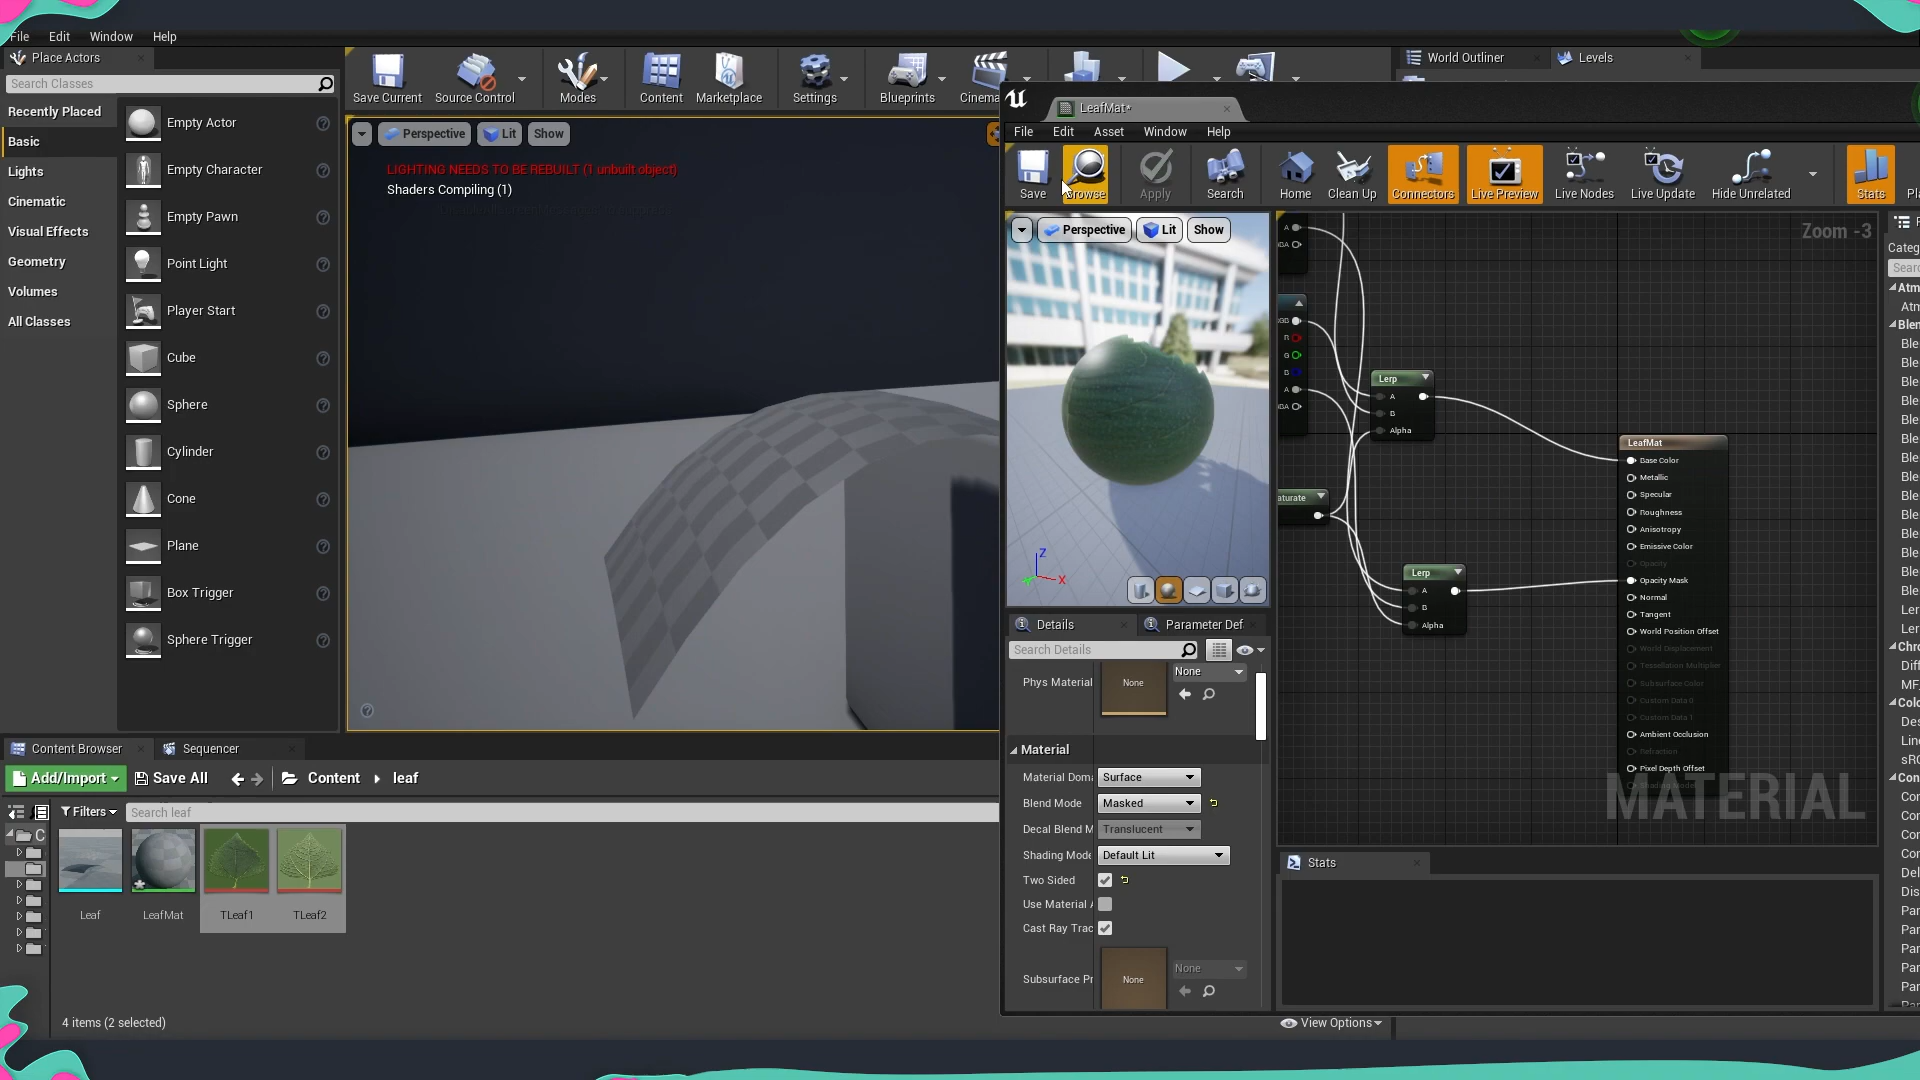 File Edit Window Help
Place Actors
Search Classes
Recently Placed
Basic
Lights
Cinematic
Visual Effects
Geometry
Volumes
All Classes
Empty Actor
Empty Character
Empty Pawn
Point Light
Player Start
Cube
Sphere
Cylinder
Cone
Plane
Box Trigger
Sphere Trigger
Save Current
Source Control
Modes
Content
Marketplace
Settings
Blueprints
Cinema
World Outliner
Levels
Perspective
Lit
Show
LIGHTING NEEDS TO BE REBUILT (1 unbuilt object)
Shaders Compiling (1)
LeafMat*
File Edit Asset Window Help
Save
Browse
Apply
Search
Home
Clean Up
Connectors
Live Preview
Live Nodes
Live Update
Hide Unrelated
Stats
Perspective
Lit
Show
Z
X
Zoom -3
Lerp
A
B
Alpha
Lerp
A
B
Alpha
LeafMat
Base Color
Metallic
Specular
Roughness
Anisotropy
Emissive Color
Opacity
Opacity Mask
Normal
Tangent
World Position Offset
World Displacement
Tessellation Multiplier
Subsurface Color
Custom Data 0
Custom Data 1
Ambient Occlusion
Refraction
Pixel Depth Offset
MATERIAL
Details
Parameter Def
Search Details
Phys Material
None
None
Material
Material Doma
Surface
Blend Mode
Masked
Decal Blend M
Translucent
Shading Mode
Default Lit
Two Sided
Use Material A
Cast Ray Trac
Subsurface Pr
None
None
Stats
Content Browser
Sequencer
Add/Import
Save All
Content
leaf
Filters
Search leaf
Leaf
LeafMat
TLeaf1
TLeaf2
4 items (2 selected)
View Options